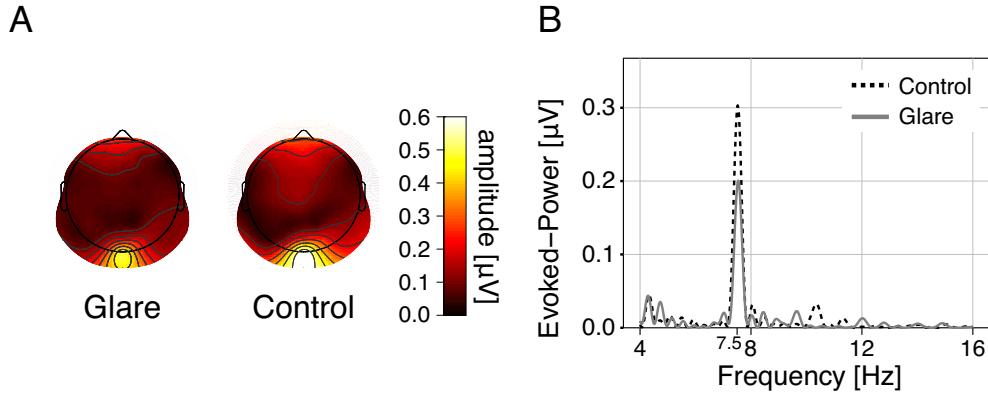 A
Glare
Control
0.6
0.5
0.4
0.3
0.2
0.1
0.0
amplitude [µV]
B
Evoked−Power [µV]
0.3
0.2
0.1
0.0
Control
Glare
4
7.5
8
12
16
Frequency [Hz]